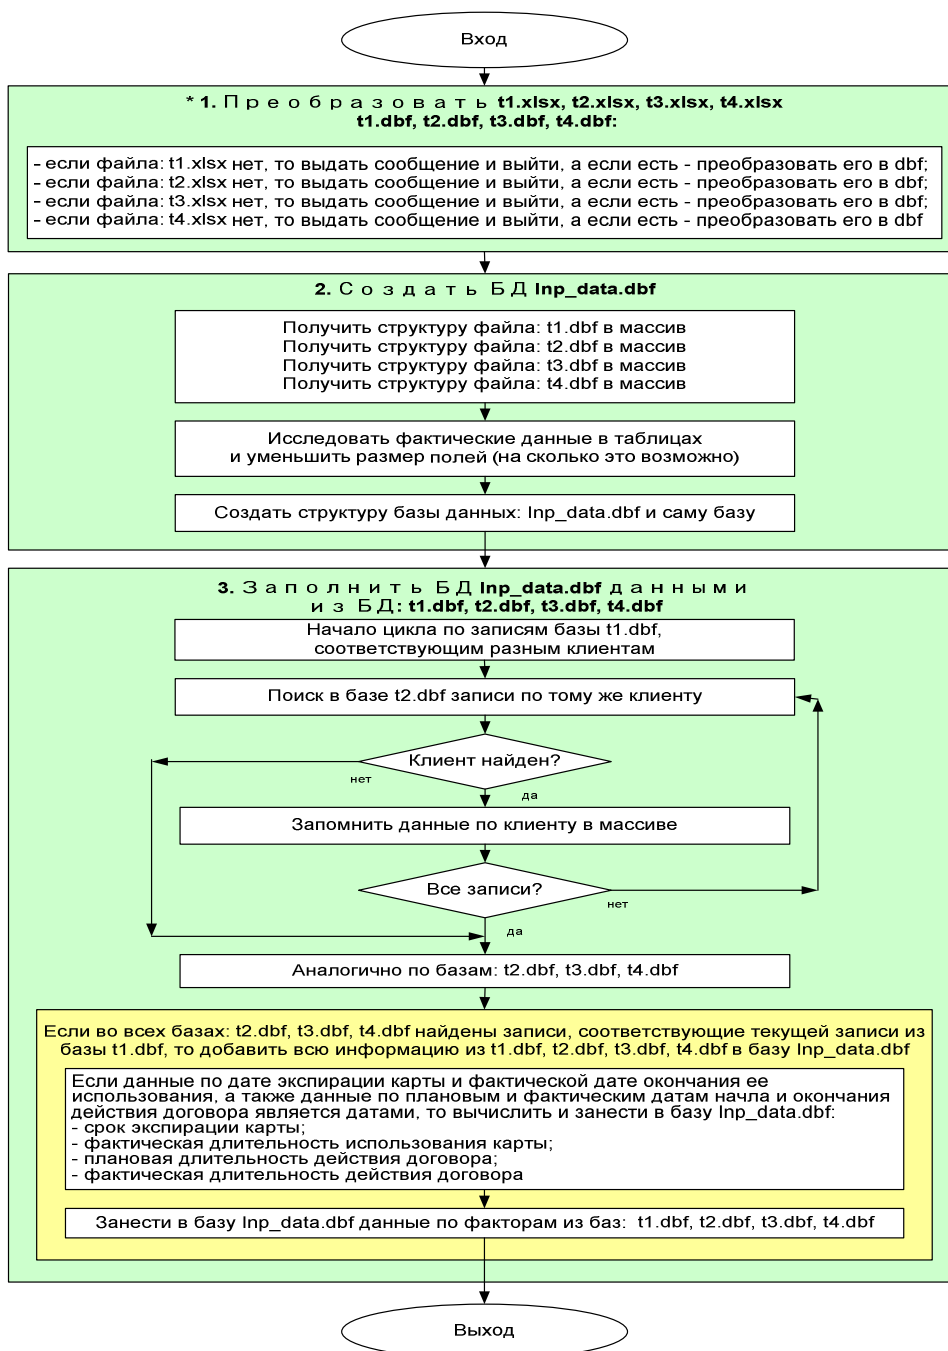 Вход
* 1. П р е о б р а з о в а т ь t1.xlsx, t2.xlsx, t3.xlsx, t4.xlsx
t1.dbf, t2.dbf, t3.dbf, t4.dbf:
- если файла: t1.xlsx нет, то выдать сообщение и выйти, а если есть - преобразовать его в dbf;
- если файла: t2.xlsx нет, то выдать сообщение и выйти, а если есть - преобразовать его в dbf;
- если файла: t3.xlsx нет, то выдать сообщение и выйти, а если есть - преобразовать его в dbf;
- если файла: t4.xlsx нет, то выдать сообщение и выйти, а если есть - преобразовать его в dbf
2. С о з д а т ь Б Д Inp_data.dbf
Получить структуру файла: t1.dbf в массив
Получить структуру файла: t2.dbf в массив
Получить структуру файла: t3.dbf в массив
Получить структуру файла: t4.dbf в массив
Исследовать фактические данные в таблицах
и уменьшить размер полей (на сколько это возможно)
Создать структуру базы данных: Inp_data.dbf и саму базу
3. З а п о л н и т ь Б Д Inp_data.dbf д а н н ы м и
и з Б Д: t1.dbf, t2.dbf, t3.dbf, t4.dbf
Начало цикла по записям базы t1.dbf,
соответствующим разным клиентам
Поиск в базе t2.dbf записи по тому же клиенту
Клиент найден?
нет
да
Запомнить данные по клиенту в массиве
Все записи?
нет
да
Аналогично по базам: t2.dbf, t3.dbf, t4.dbf
Если во всех базах: t2.dbf, t3.dbf, t4.dbf найдены записи, соответствующие текущей записи из
базы t1.dbf, то добавить всю информацию из t1.dbf, t2.dbf, t3.dbf, t4.dbf в базу Inp_data.dbf
Если данные по дате экспирации карты и фактической дате окончания ее
использования, а также данные по плановым и фактическим датам начла и окончания
действия договора является датами, то вычислить и занести в базу Inp_data.dbf:
- срок экспирации карты;
- фактическая длительность использования карты;
- плановая длительность действия договора;
- фактическая длительность действия договора
Занести в базу Inp_data.dbf данные по факторам из баз: t1.dbf, t2.dbf, t3.dbf, t4.dbf
Выход